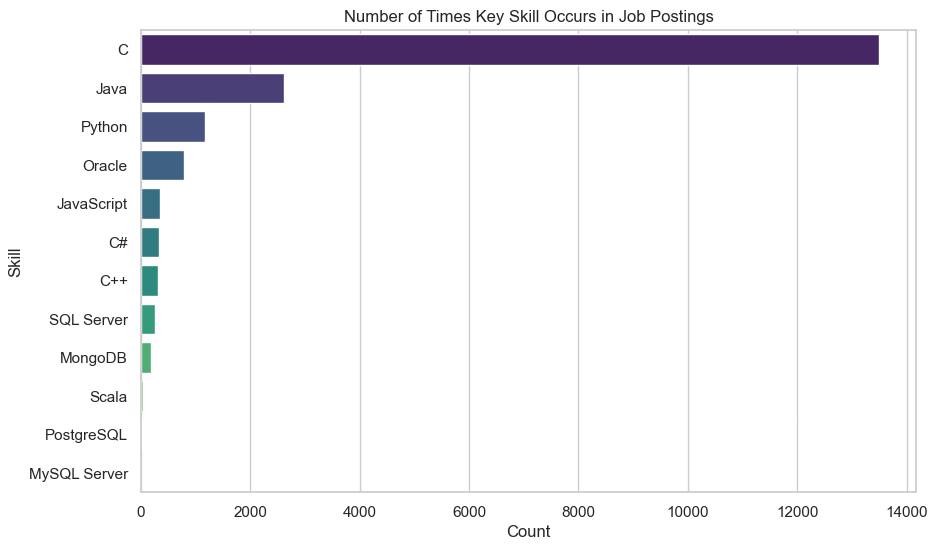 Number of Times Key Skill Occurs in Job Postings
C
Java
Python
Oracle
JavaScript
C#
C++
SQL Server
MongoDB
Scala
PostgreSQL
MySQL Server
Skill
0 2000 4000 6000 8000 10000 12000 14000
Count